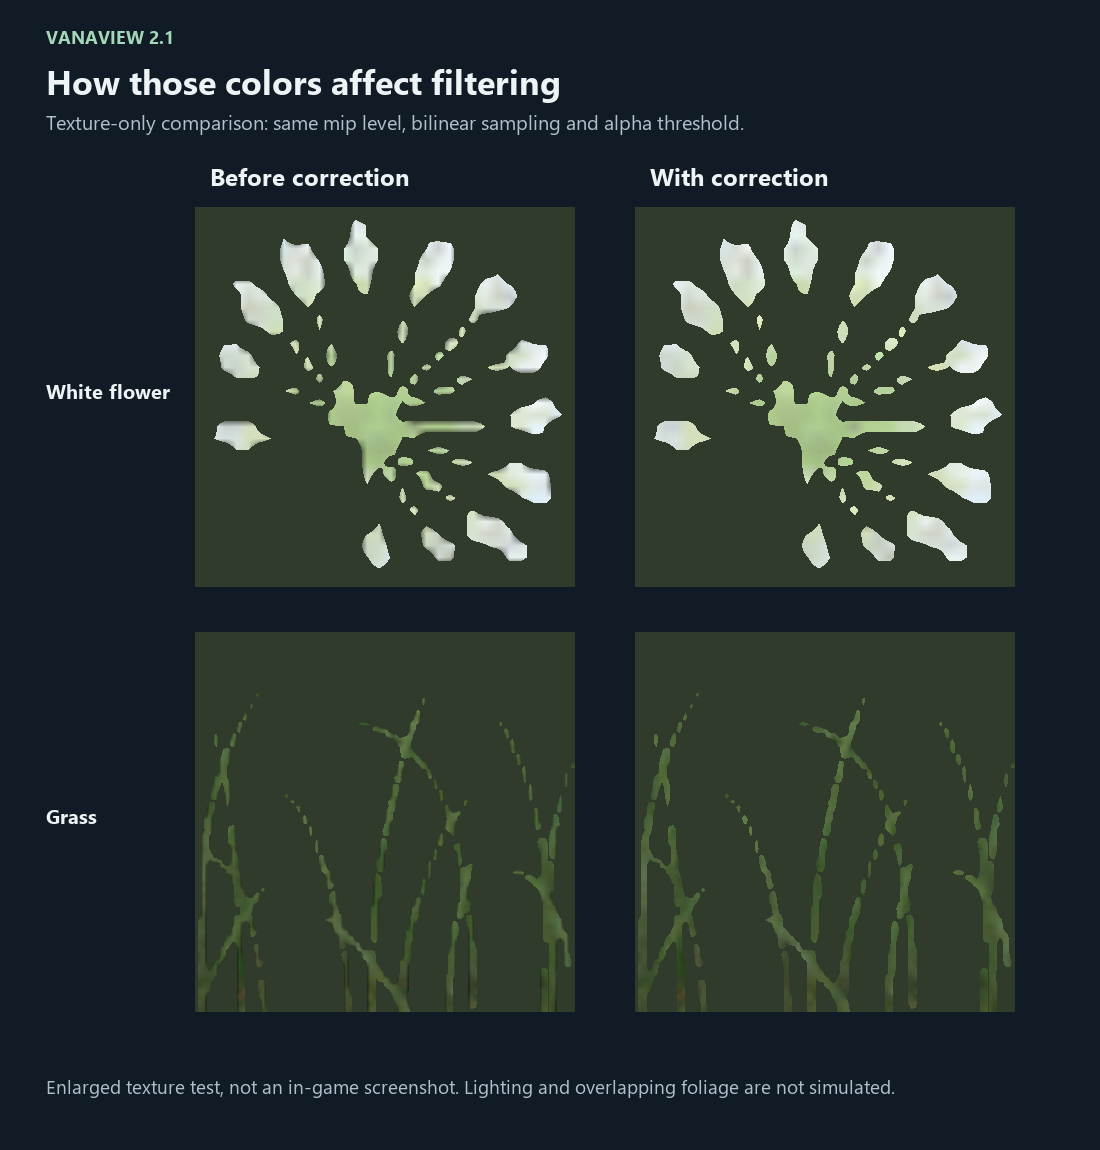 VANAVIEW 2.1
How those colors affect filtering
Texture-only comparison: same mip level, bilinear sampling and alpha threshold.
Before correction
With correction
White flower
Grass
Enlarged texture test, not an in-game screenshot. Lighting and overlapping foliage are not simulated.